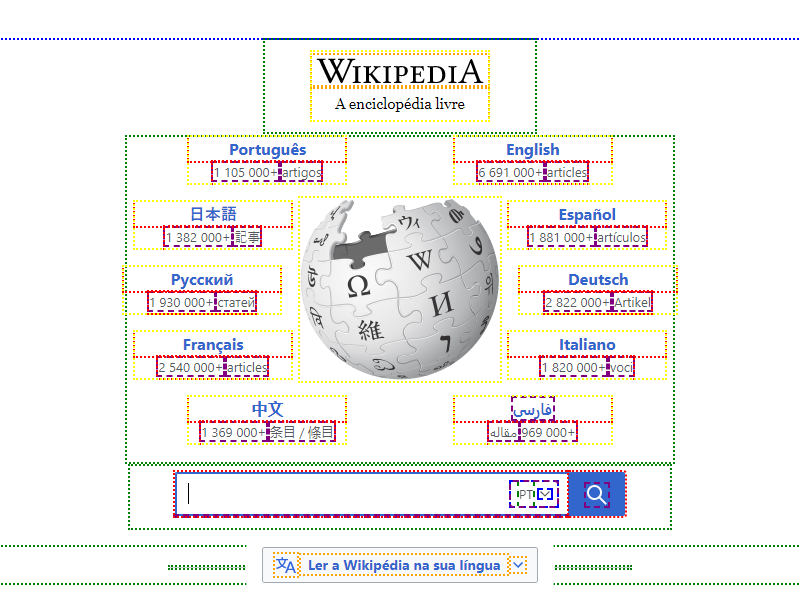 WIKIPEDIA
A enciclopédia livre
Português
1 105 000+ artigos
English
6 691 000+ articles
日本語
1 382 000+ 記事
Español
1 881 000+ artículos
Русский
1 930 000+ статей
Deutsch
2 822 000+ Artikel
Français
2 540 000+ articles
Italiano
1 820 000+ voci
中文
1 369 000+ 条目 / 條目
فارسی
969 000+ مقاله
PT
Ler a Wikipédia na sua língua